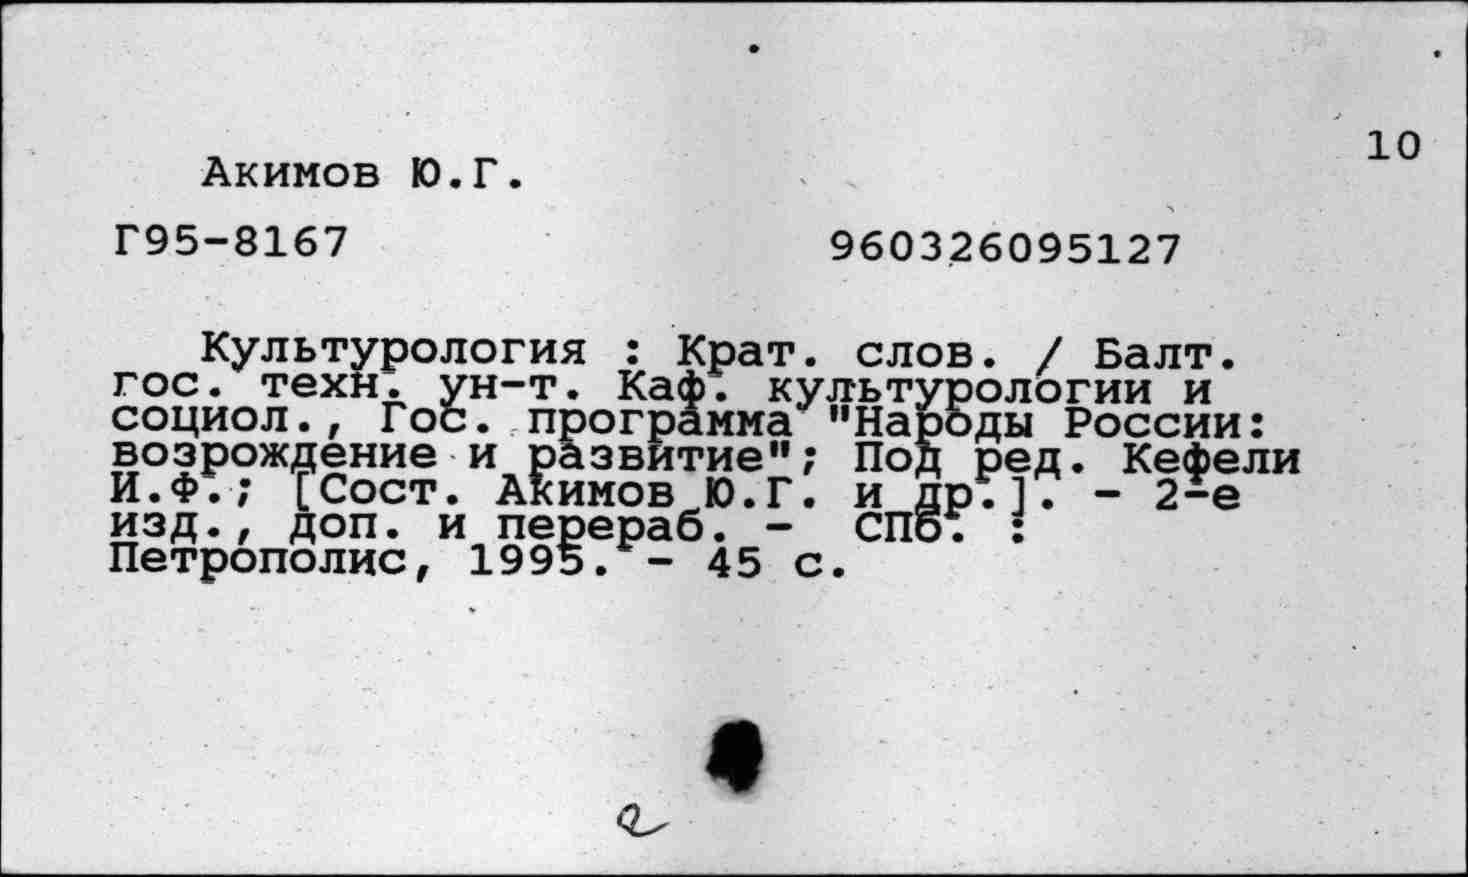 10
Акимов Ю.Г.
Г95-8167 960326095127
Культурология : Крат. слов. / Балт.
гос. техн. ун-т. Каф. культурологии и
социол., Гос. программа "Народы России:
возрождение и развитие"; Под ред. Кефели
И.Ф.; [Сост. Акимов Ю.Г. и др.]. - 2-е
изд., доп. и перераб. - СПб. :
Петрополис, 1995. - 45 с.